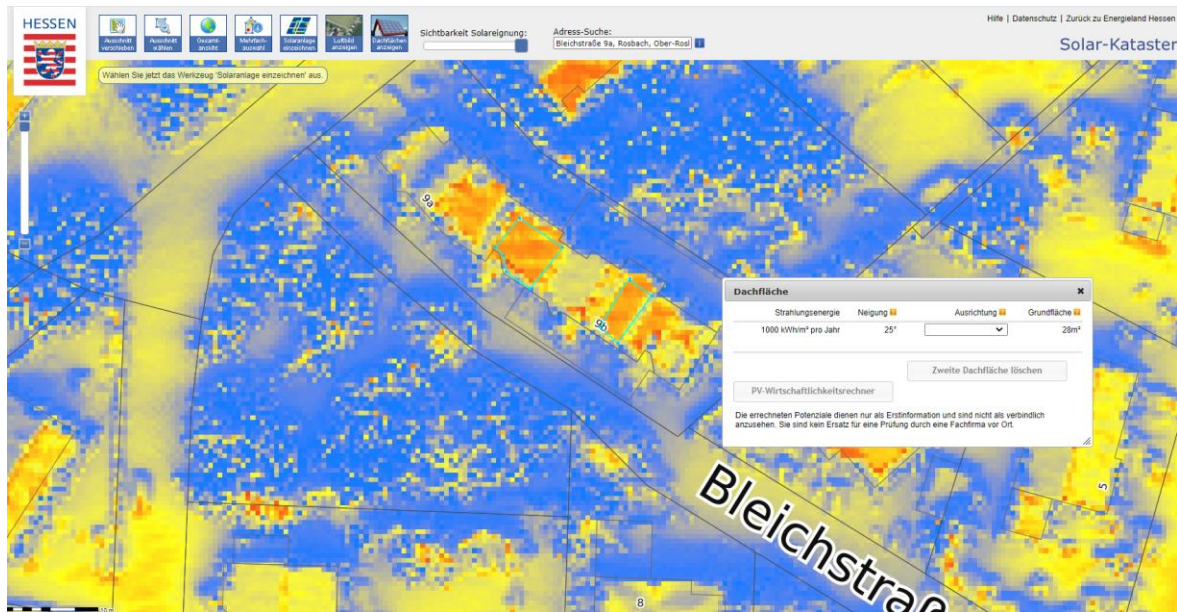 HESSEN
Ausschnitt
verschieben
Ausschnitt
wählen
Gesamt-
ansicht
Mehrfach-
auswahl
Solaranlage
einzeichnen
Luftbild
anzeigen
Dachflächen
anzeigen
Sichtbarkeit Solareignung:
Adress-Suche:
Bleichstraße 9a, Rosbach, Ober-Rosl
Hilfe | Datenschutz | Zurück zu Energieland Hessen
Solar-Kataster
Wählen Sie jetzt das Werkzeug 'Solaranlage einzeichnen' aus.
9a
9b
Dachfläche
Strahlungsenergie Neigung Ausrichtung Grundfläche
1000 kWh/m² pro Jahr 25° 28m²
Zweite Dachfläche löschen
PV-Wirtschaftlichkeitsrechner
Die errechneten Potenziale dienen nur als Erstinformation und sind nicht als verbindlich
anzusehen. Sie sind kein Ersatz für eine Prüfung durch eine Fachfirma vor Ort.
5
Bleichstraß
8
10 m